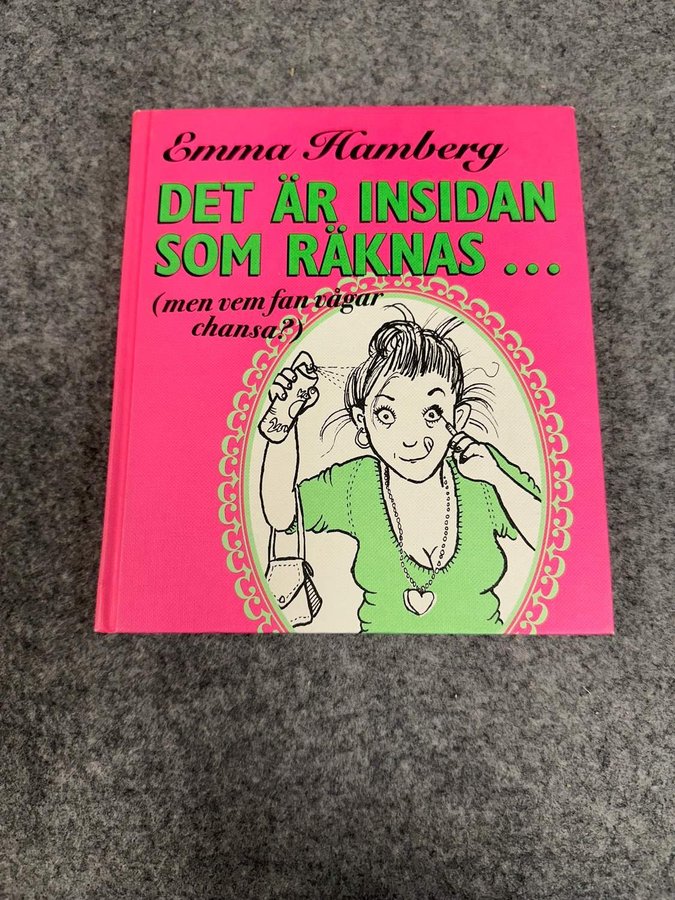 Emma Hamberg
DET ÄR INSIDAN
SOM RÄKNAS ...
(men vem fan vågar
chansa?)